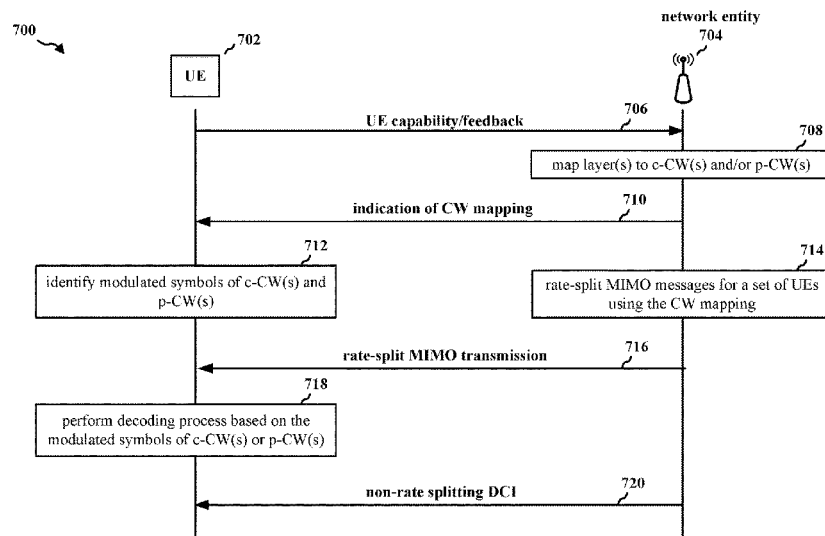 700
702
UE
network entity
704
UE capability/feedback
706
708
map layer(s) to c-CW(s) and/or p-CW(s)
indication of CW mapping
710
712
identify modulated symbols of c-CW(s) and
p-CW(s)
714
rate-split MIMO messages for a set of UEs
using the CW mapping
rate-split MIMO transmission
716
718
perform decoding process based on the
modulated symbols of c-CW(s) or p-CW(s)
non-rate splitting DCI
720